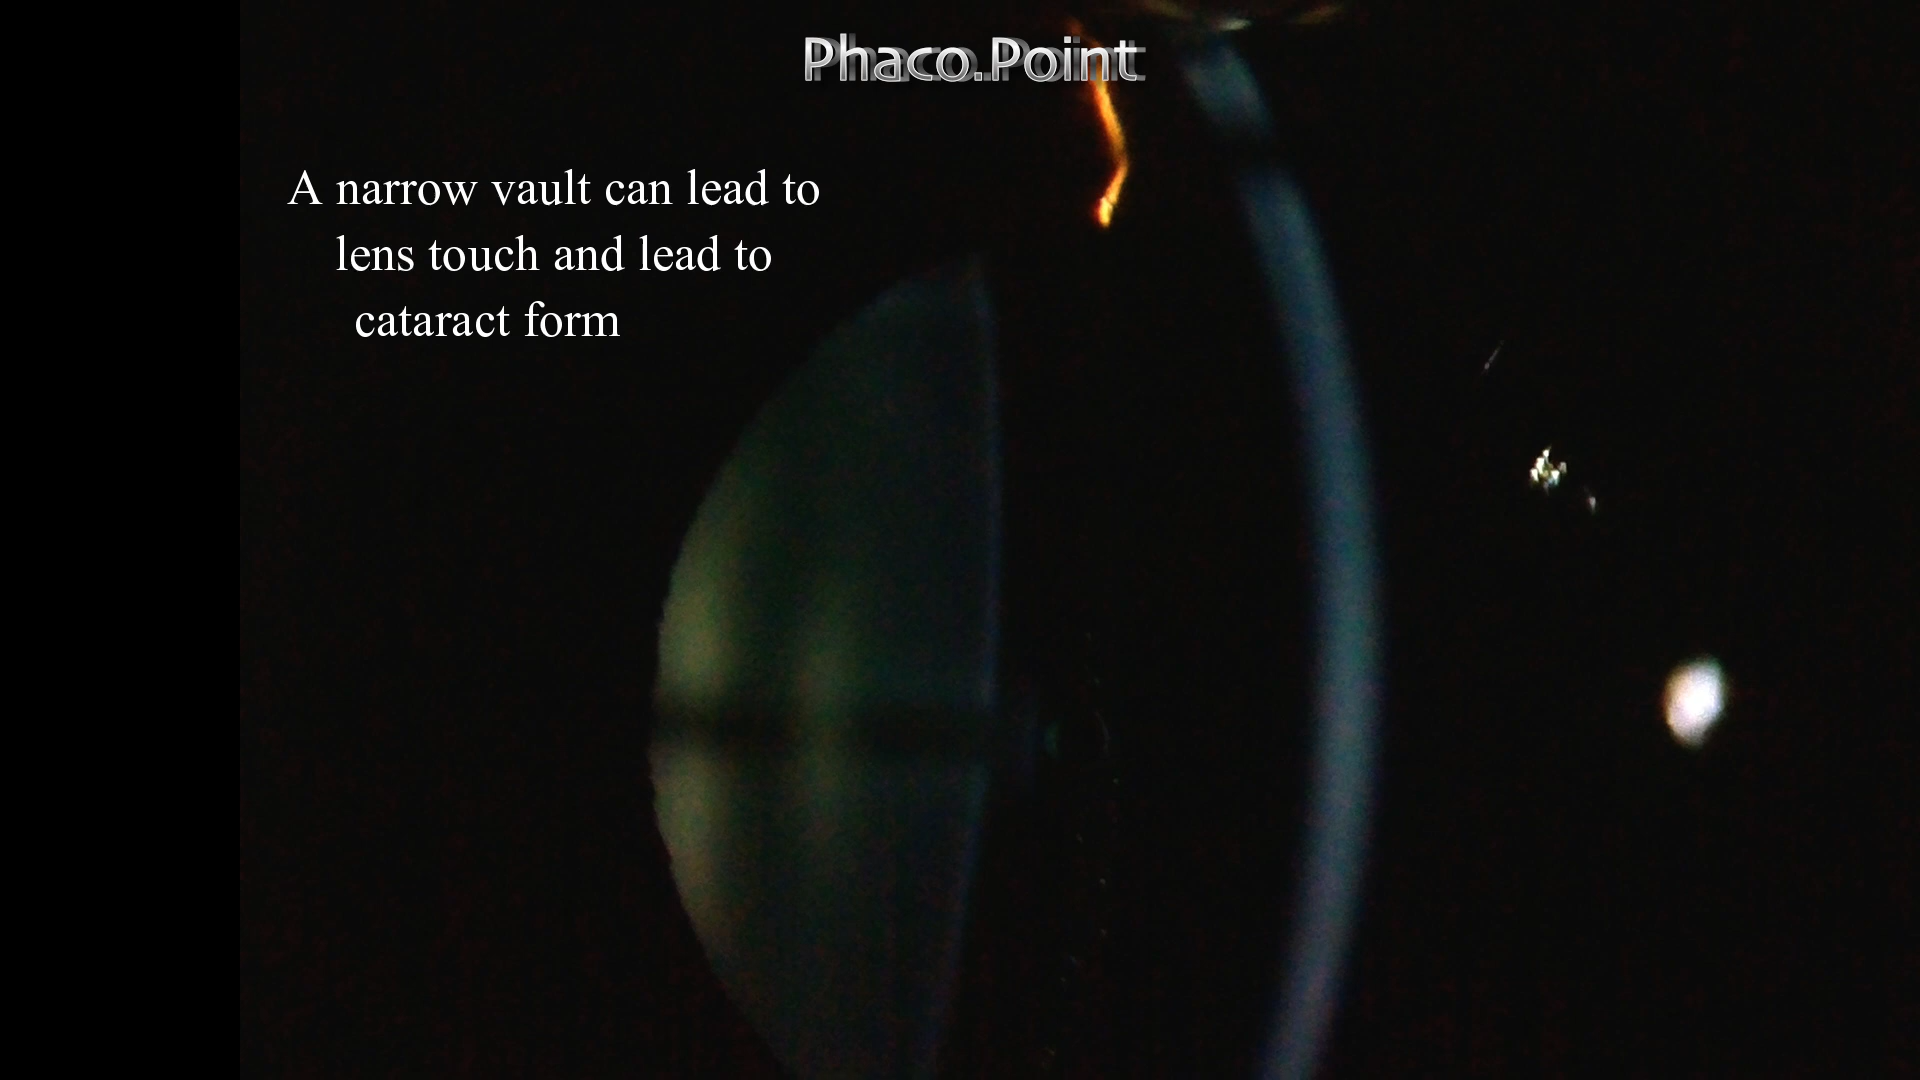 Phaco.Point
A narrow vault can lead to
lens touch and lead to
cataract form